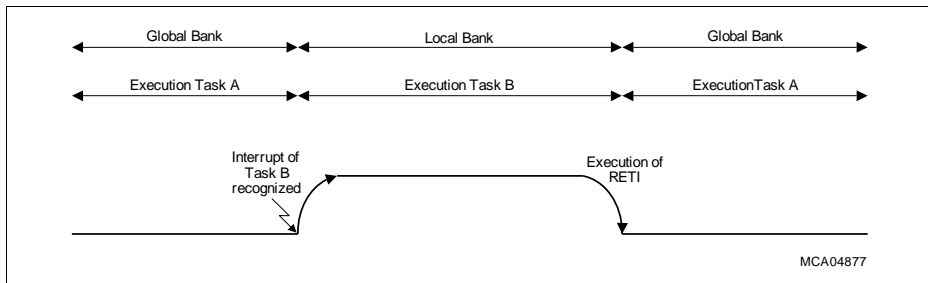 Global Bank
Local Bank
Global Bank
Execution Task A
Execution Task B
ExecutionTask A
Interrupt of
Task B
recognized
Execution of
RETI
MCA04877